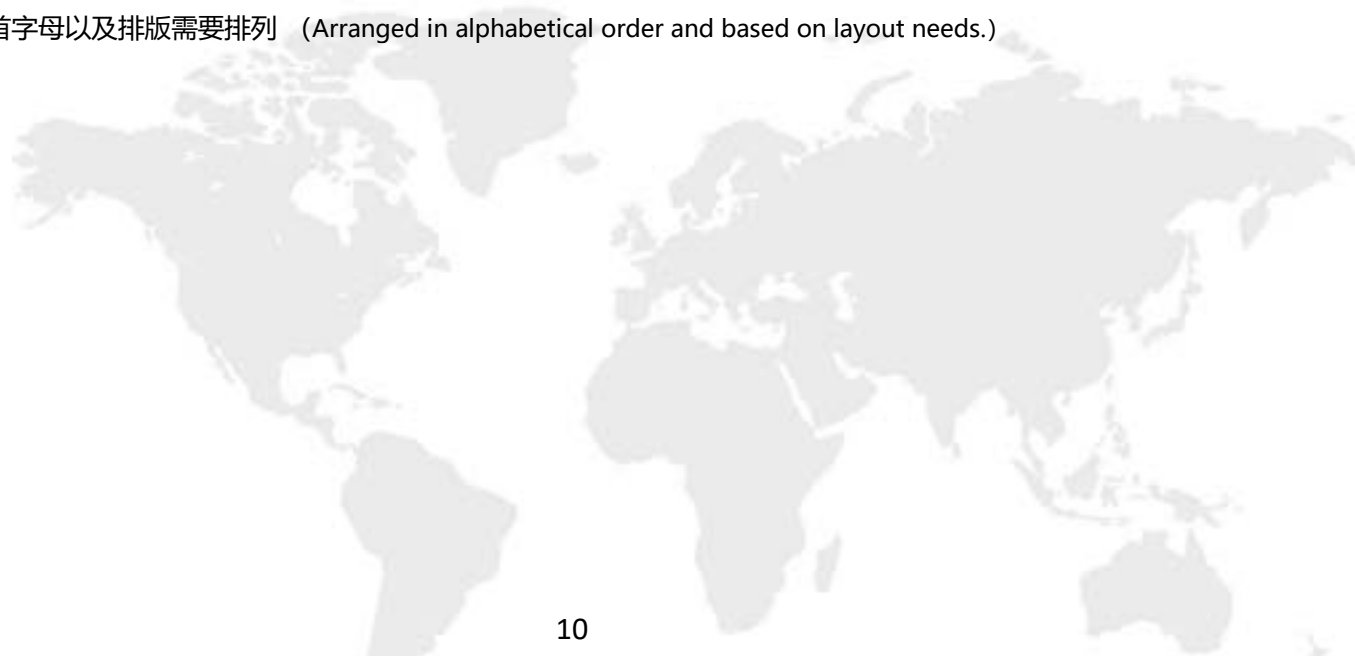 字母以及排版需要排列 （Arranged in alphabetical order and based on layout needs.）
10